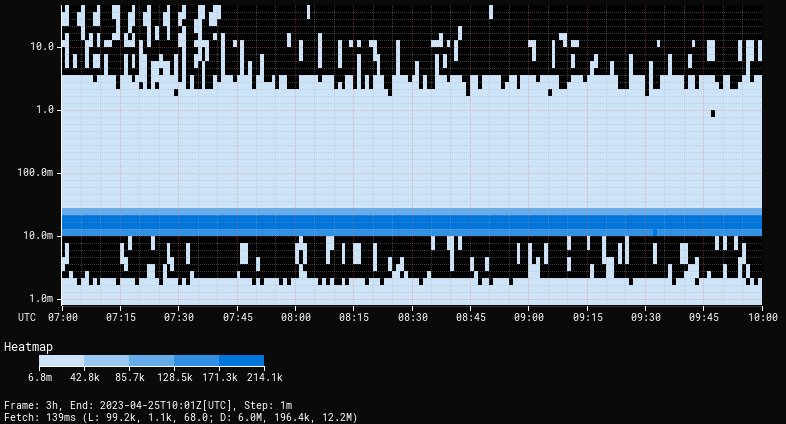 10.0
1.0
100.0m
10.0m
1.0m
UTC 07:00 07:15 07:30 07:45 08:00 08:15 08:30 08:45 09:00 09:15 09:30 09:45 10:00
Heatmap
6.8m 42.8k 85.7k 128.5k 171.3k 214.1k
Frame: 3h, End: 2023-04-25T10:01Z[UTC], Step: 1m
Fetch: 139ms (L: 99.2k, 1.1k, 68.0; D: 6.0M, 196.4k, 12.2M)